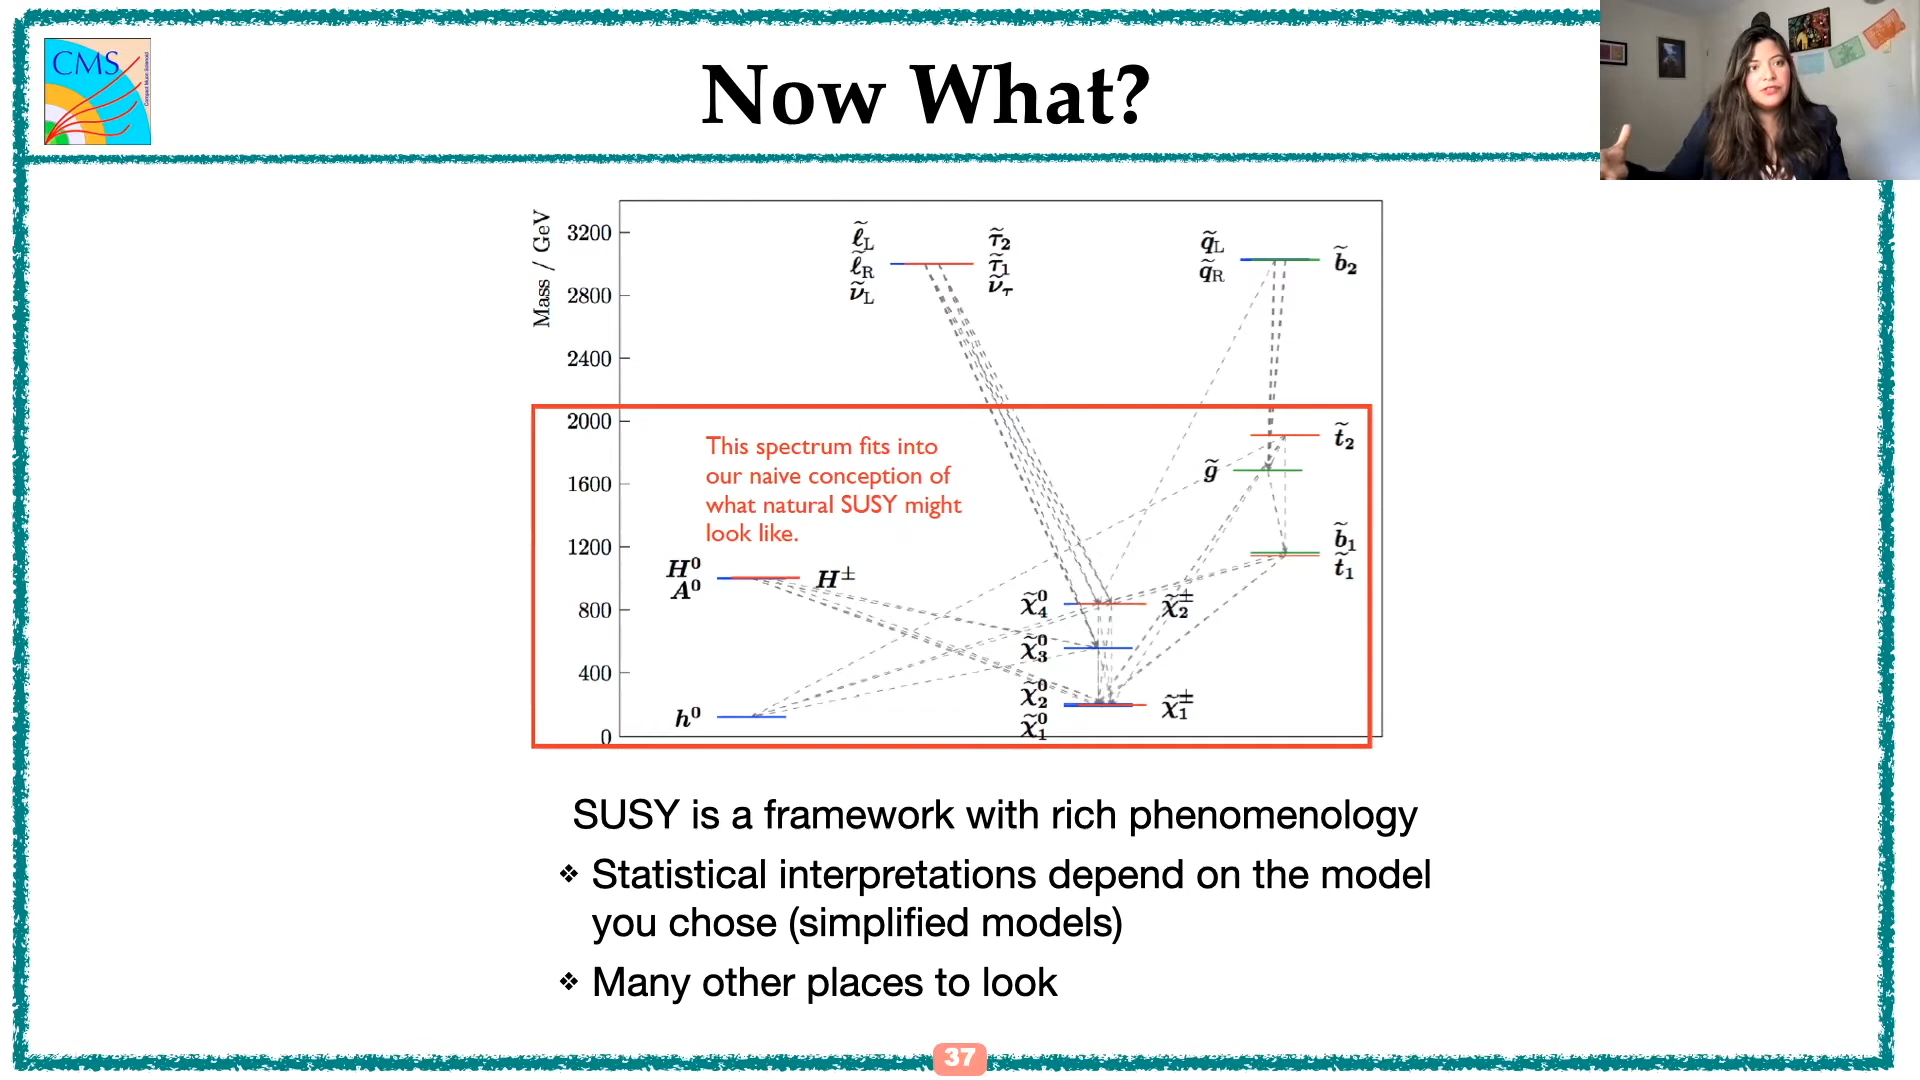 CMS
Compact Muon Solenoid
Now What?
Mass / GeV
3200
2800
2400
2000
1600
1200
800
400
0
ℓ̃L
ℓ̃R
ν̃L
τ̃2
τ̃1
ν̃τ
q̃L
q̃R
b̃2
This spectrum fits into
our naive conception of
what natural SUSY might
look like.
t̃2
g̃
b̃1
t̃1
H⁰
A⁰
H±
χ̃⁰4
χ̃±2
χ̃⁰3
χ̃⁰2
χ̃⁰1
χ̃±1
h⁰
SUSY is a framework with rich phenomenology
❖ Statistical interpretations depend on the model
you chose (simplified models)
❖ Many other places to look
37